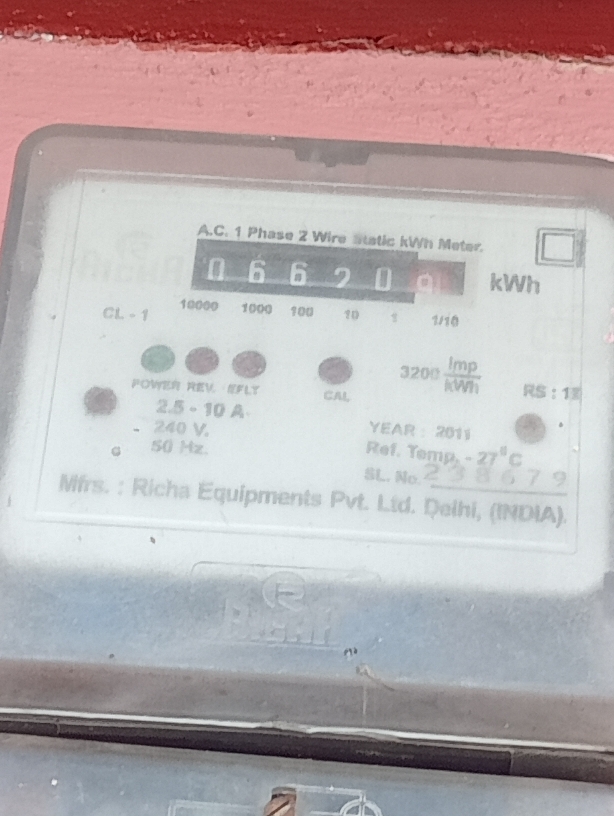 A.C. 1 Phase 2 Wire Static kWh Meter.
0 6 6 2 0 kWh
CL - 1 10000 1000 100 10 1 1/10
3200 Imp/kWh
POWER REV. EFLT CAL
2.5 - 10 A.
240 V.
50 Hz.
YEAR : 2011
Ref. Temp. - 27°C
SL. No. 238679
Mfrs. : Richa Equipments Pvt. Ltd. Delhi, (INDIA).
RICHA